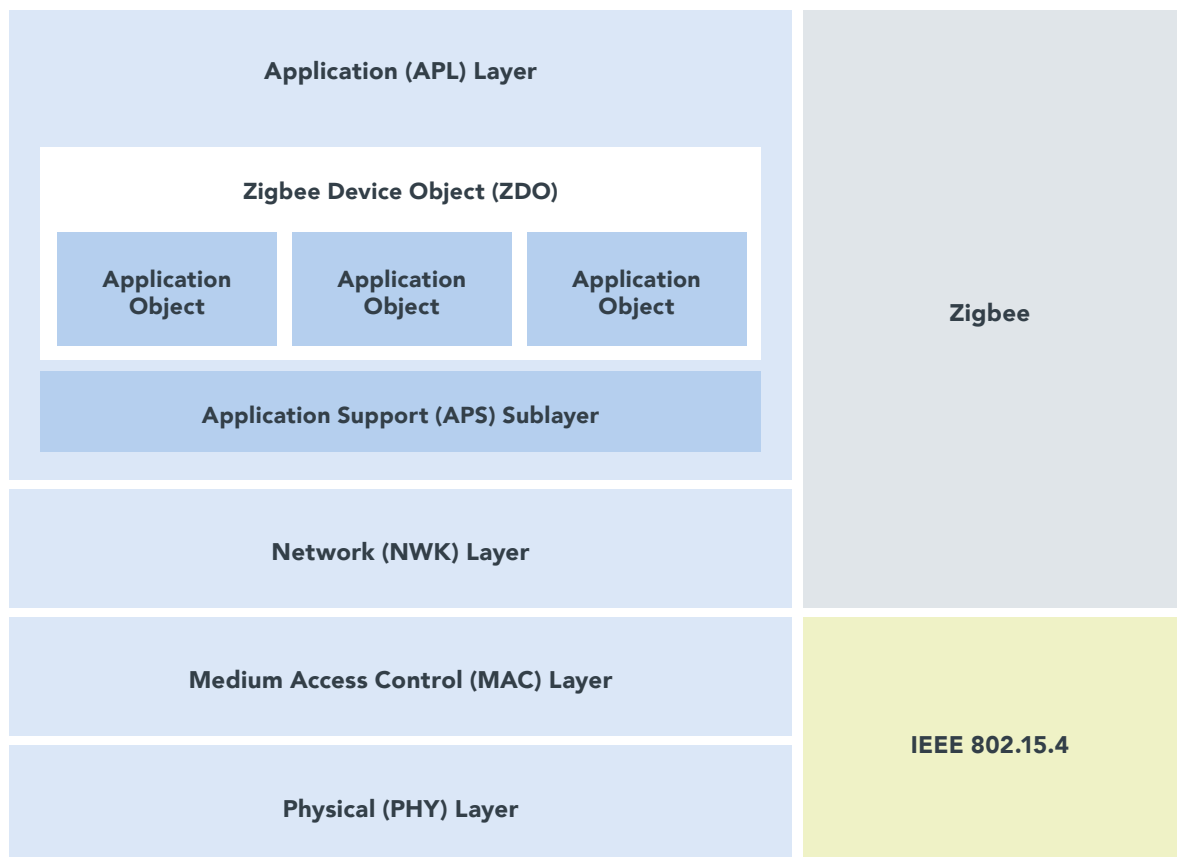 Application (APL) Layer
Zigbee Device Object (ZDO)
Application
Object
Application
Object
Application
Object
Application Support (APS) Sublayer
Network (NWK) Layer
Medium Access Control (MAC) Layer
Physical (PHY) Layer
Zigbee
IEEE 802.15.4